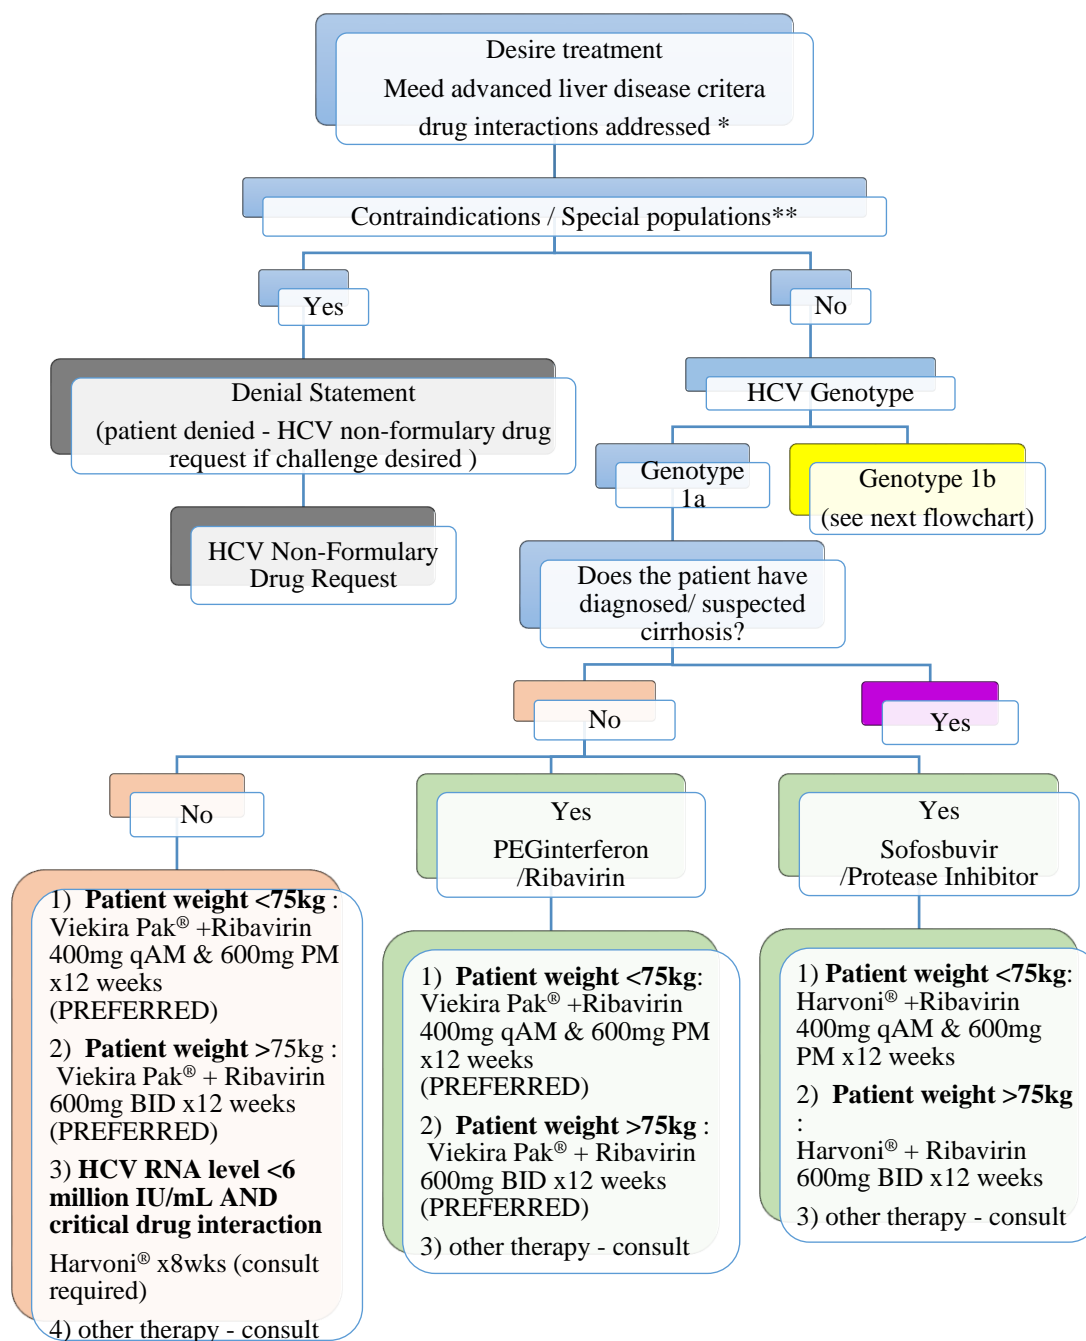 Desire treatment
Meed advanced liver disease critera
drug interactions addressed *
Contraindications / Special populations**
Yes
No
Denial Statement
(patient denied - HCV non-formulary drug
request if challenge desired )
HCV Non-Formulary
Drug Request
HCV Genotype
Genotype
1a
Genotype 1b
(see next flowchart)
Does the patient have
diagnosed/ suspected
cirrhosis?
No
Yes
No
1) Patient weight <75kg :
Viekira Pak® +Ribavirin
400mg qAM & 600mg PM
x12 weeks
(PREFERRED)
2) Patient weight >75kg :
Viekira Pak® + Ribavirin
600mg BID x12 weeks
(PREFERRED)
3) HCV RNA level <6
million IU/mL AND
critical drug interaction
Harvoni® x8wks (consult
required)
4) other therapy - consult
Yes
PEGinterferon
/Ribavirin
1) Patient weight <75kg:
Viekira Pak® +Ribavirin
400mg qAM & 600mg PM
x12 weeks
(PREFERRED)
2) Patient weight >75kg :
Viekira Pak® + Ribavirin
600mg BID x12 weeks
(PREFERRED)
3) other therapy - consult
Yes
Sofosbuvir
/Protease Inhibitor
1) Patient weight <75kg:
Harvoni® +Ribavirin
400mg qAM & 600mg
PM x12 weeks
2) Patient weight >75kg
:
Harvoni® + Ribavirin
600mg BID x12 weeks
3) other therapy - consult